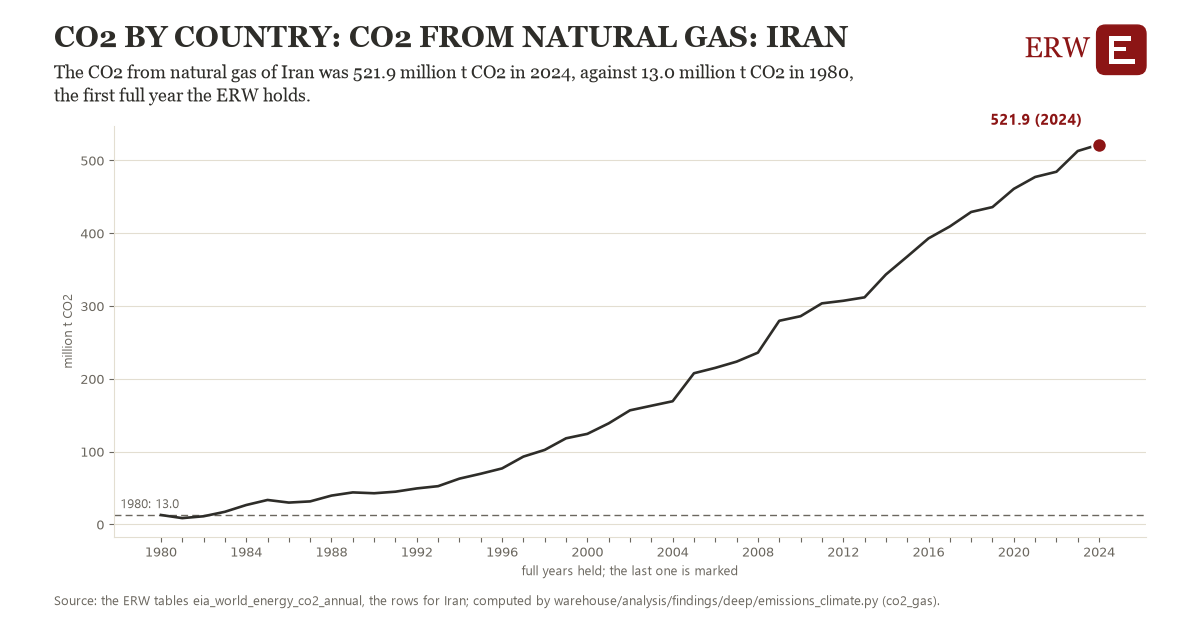 CO2 BY COUNTRY: CO2 FROM NATURAL GAS: IRAN
The CO2 from natural gas of Iran was 521.9 million t CO2 in 2024, against 13.0 million t CO2 in 1980,
the first full year the ERW holds.
ERW E
521.9 (2024)
500
400
300
200
100
0
million t CO2
1980: 13.0
1980 1984 1988 1992 1996 2000 2004 2008 2012 2016 2020 2024
full years held; the last one is marked
Source: the ERW tables eia_world_energy_co2_annual, the rows for Iran; computed by warehouse/analysis/findings/deep/emissions_climate.py (co2_gas).